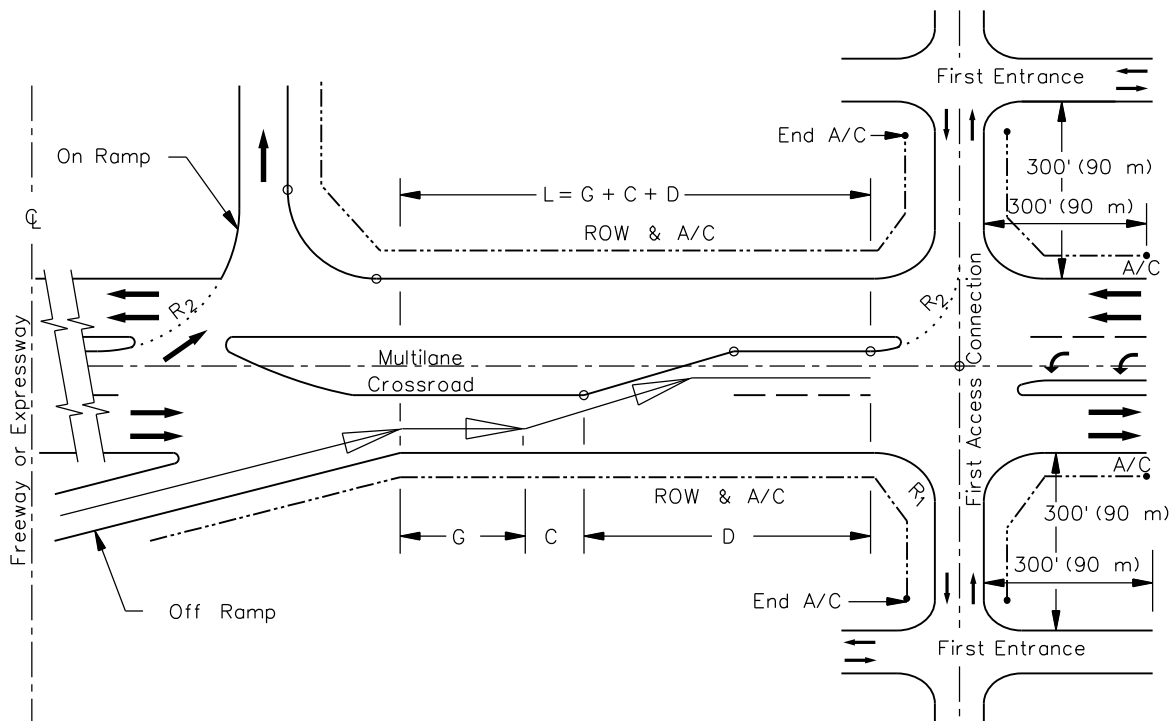 First Entrance
End A/C
On Ramp
300' (90 m)
L = G + C + D
300' (90 m)
℄
ROW & A/C
A/C
R2
R2
Multilane
Crossroad
First Access Connection
Freeway or Expressway
A/C
ROW & A/C
R1
300' (90 m)
G
C
D
300' (90 m)
Off Ramp
End A/C
First Entrance